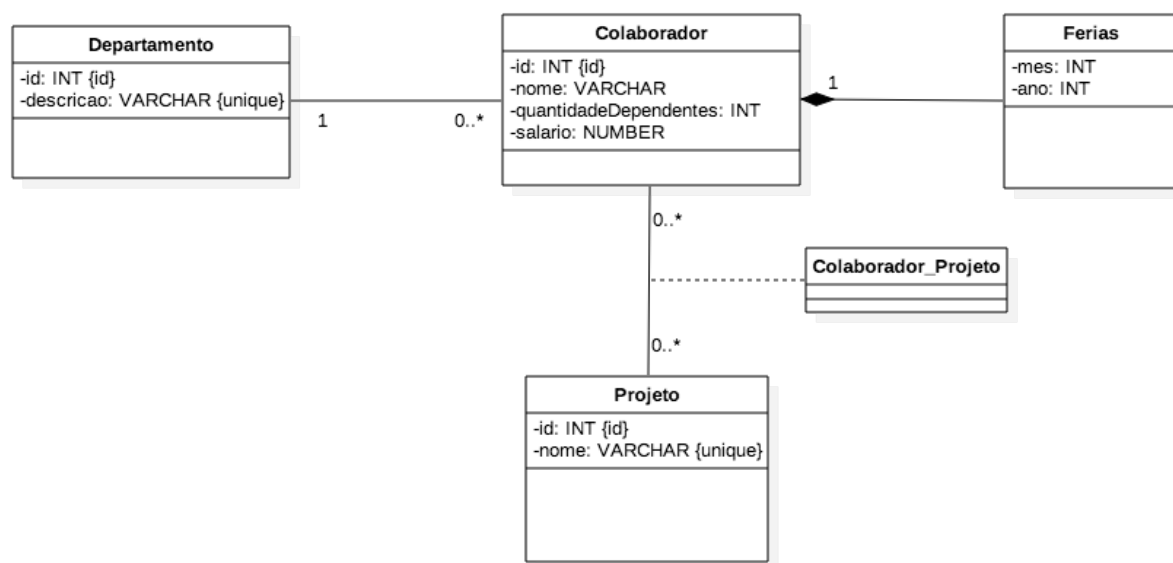 Departamento
-id: INT {id}
-descricao: VARCHAR {unique}
1
0..*
Colaborador
-id: INT {id}
-nome: VARCHAR
-quantidadeDependentes: INT
-salario: NUMBER
1
Ferias
-mes: INT
-ano: INT
0..*
Colaborador_Projeto
0..*
Projeto
-id: INT {id}
-nome: VARCHAR {unique}